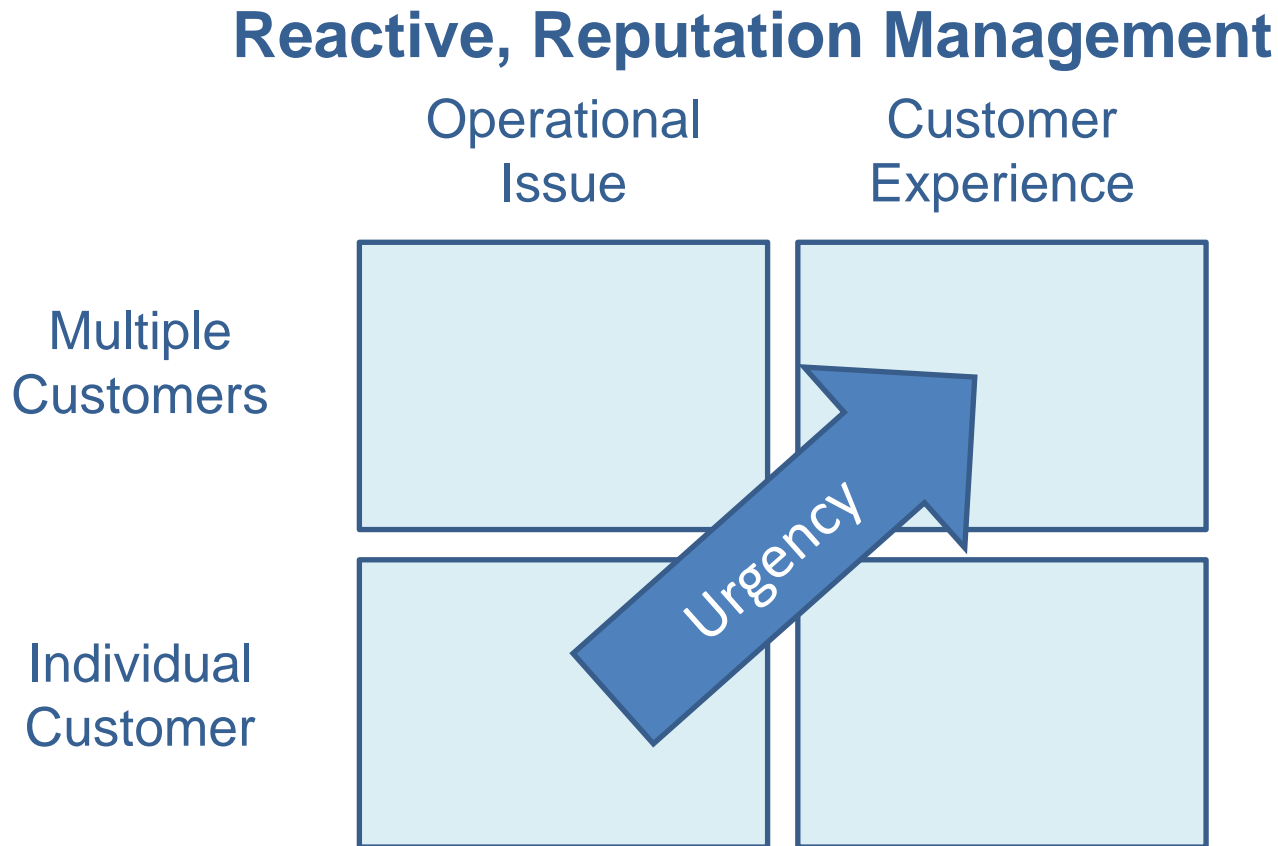 Reactive, Reputation Management
Operational
Issue
Customer
Experience
Multiple
Customers
Urgency
Individual
Customer